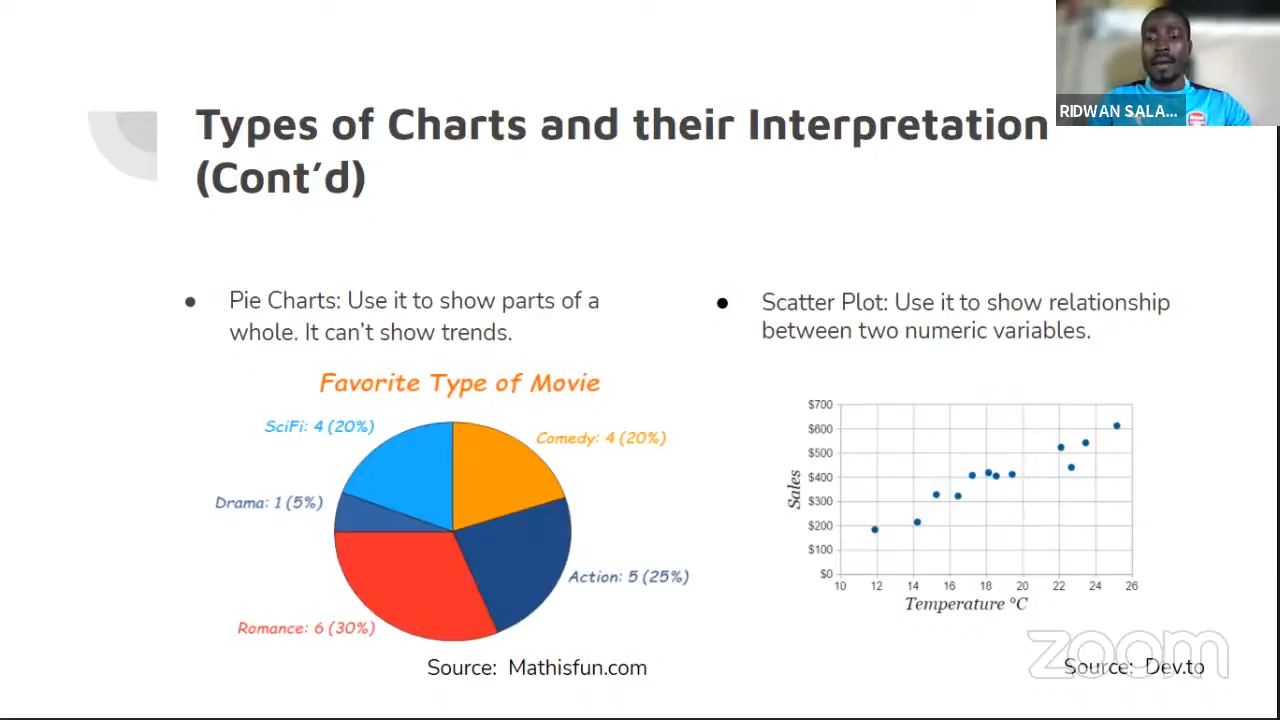 RIDWAN SALA...
Types of Charts and their Interpretation
(Cont’d)
● Pie Charts: Use it to show parts of a
whole. It can’t show trends.
● Scatter Plot: Use it to show relationship
between two numeric variables.
Favorite Type of Movie
SciFi: 4 (20%)
Comedy: 4 (20%)
Drama: 1 (5%)
Action: 5 (25%)
Romance: 6 (30%)
Source: Mathisfun.com
$700
$600
$500
$400
$300
$200
$100
$0
Sales
10 12 14 16 18 20 22 24 26
Temperature °C
zoom
Source: Dev.to